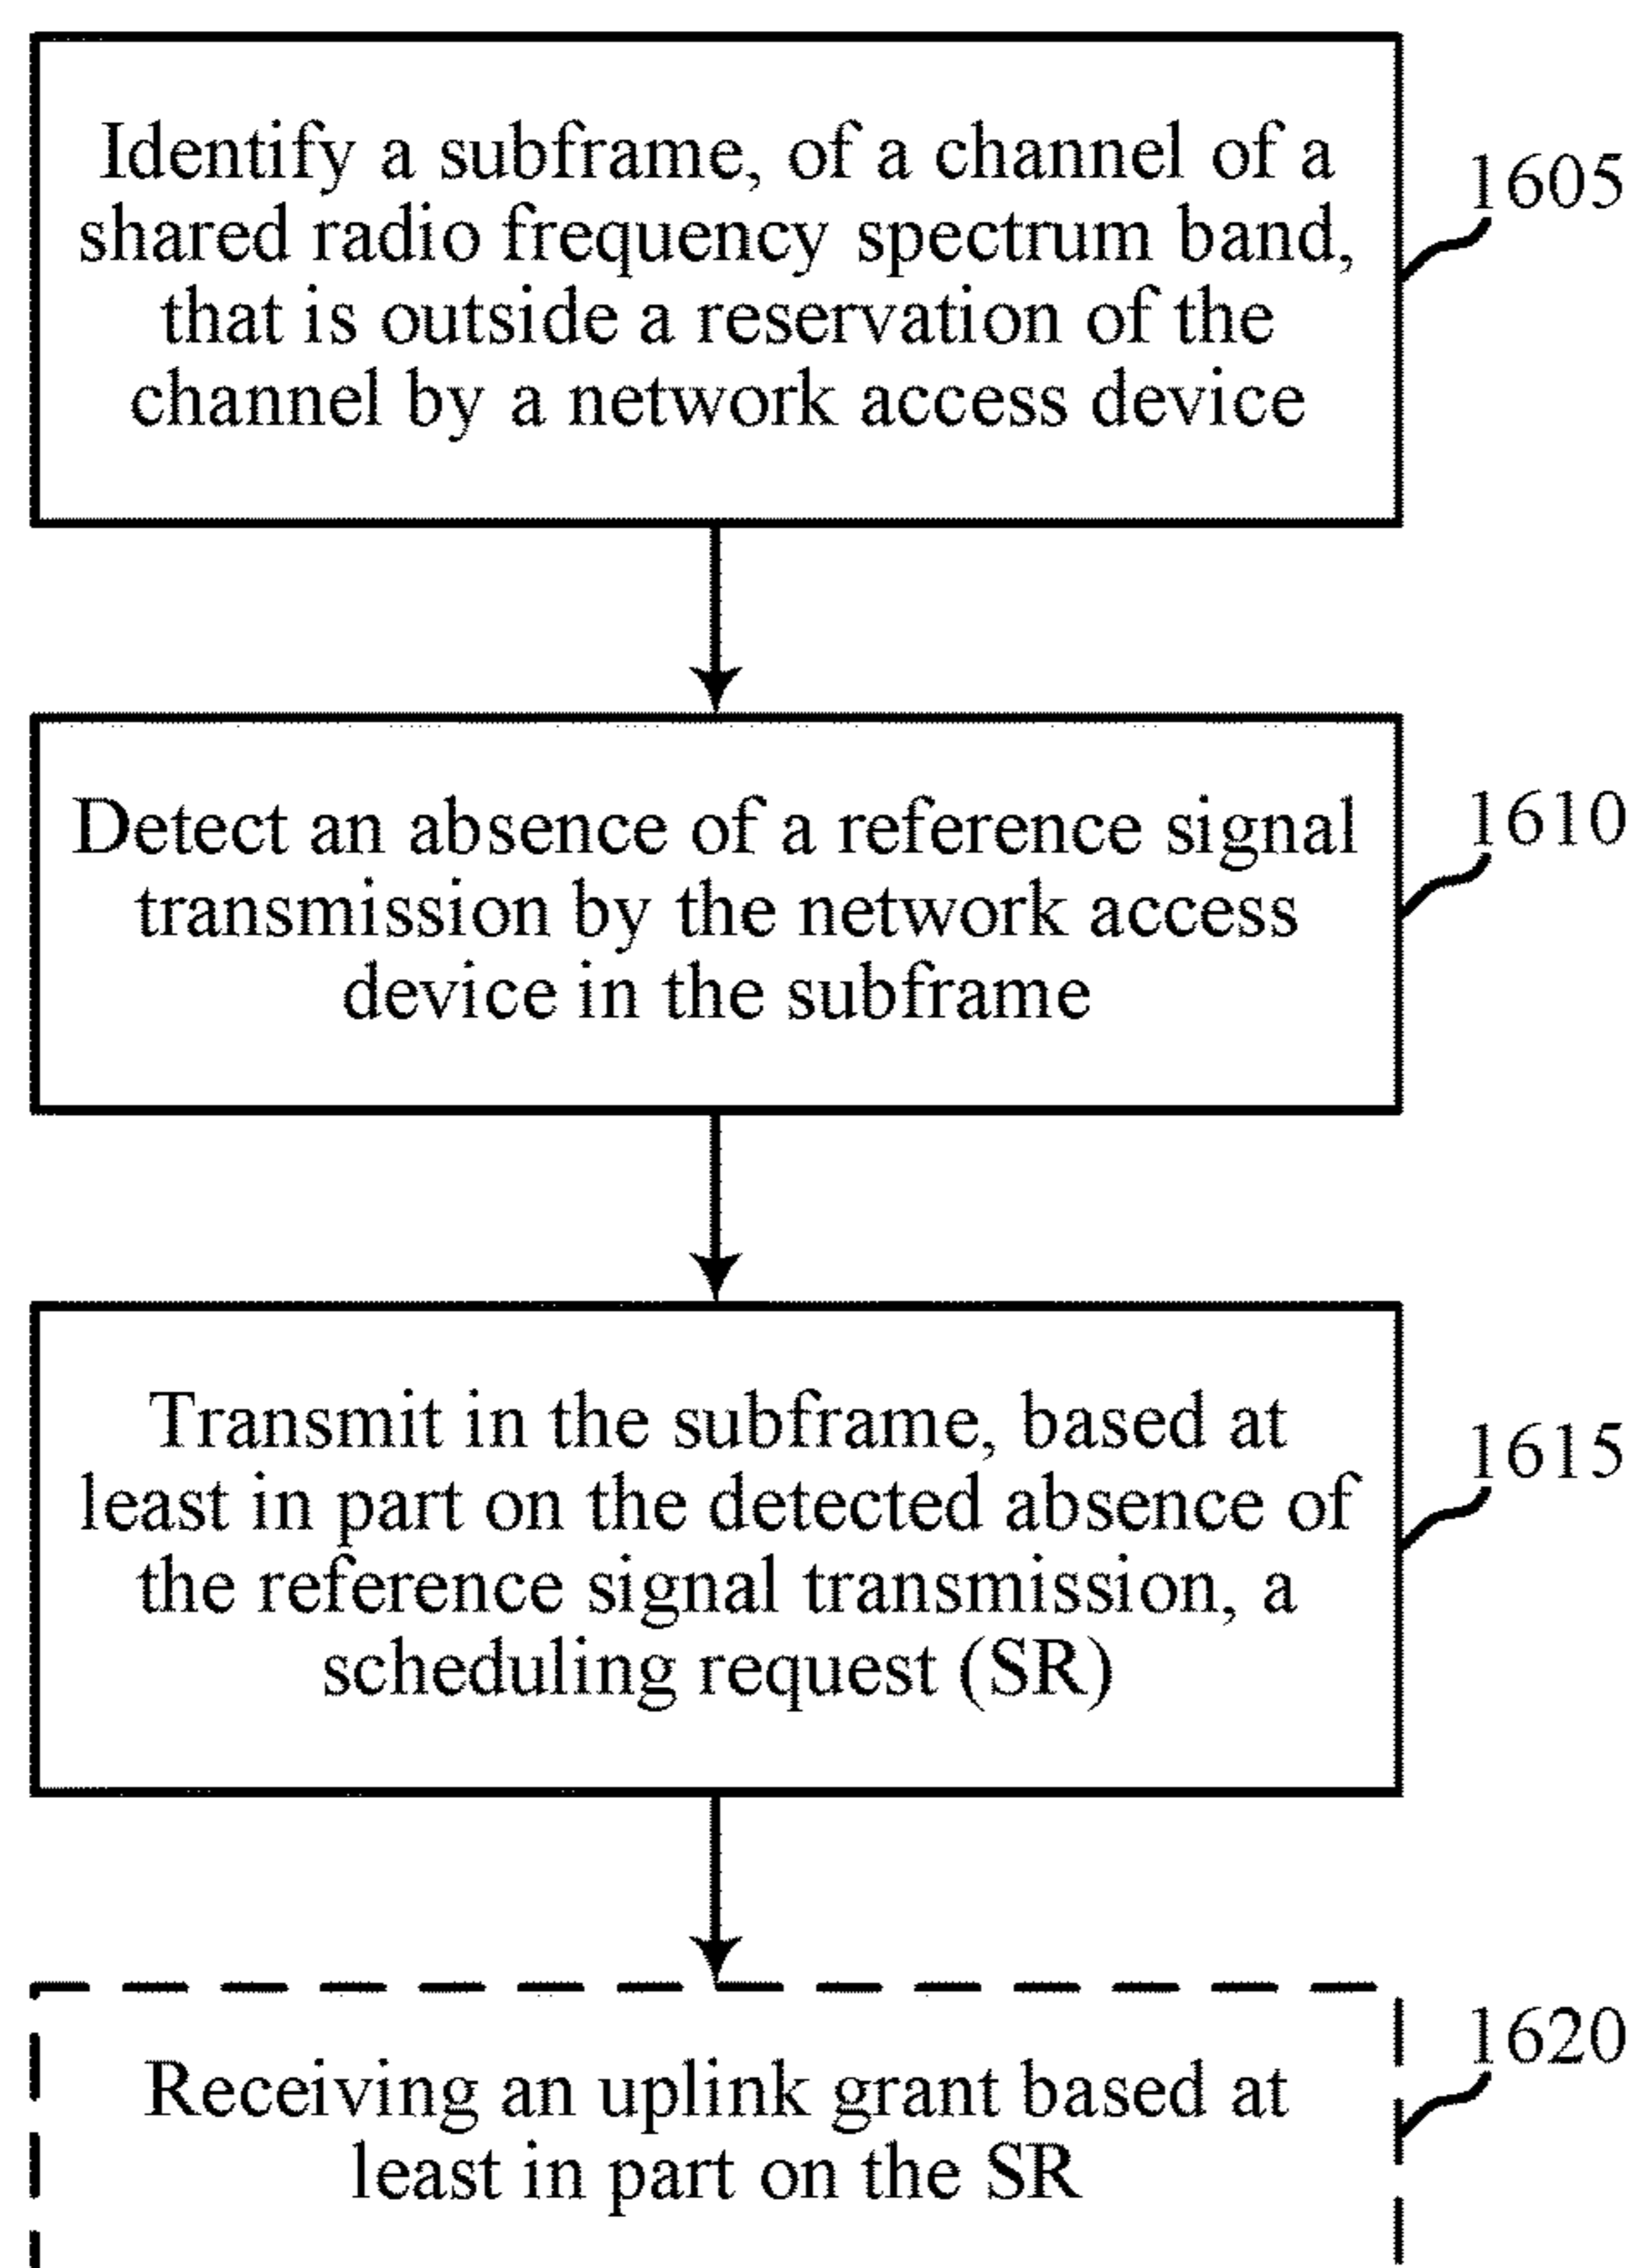 Identify a subframe, of a channel of a
shared radio frequency spectrum band,
that is outside a reservation of the
channel by a network access device
1605
Detect an absence of a reference signal
transmission by the network access
device in the subframe
1610
Transmit in the subframe, based at
least in part on the detected absence of
the reference signal transmission, a
scheduling request (SR)
1615
Receiving an uplink grant based at
least in part on the SR
1620